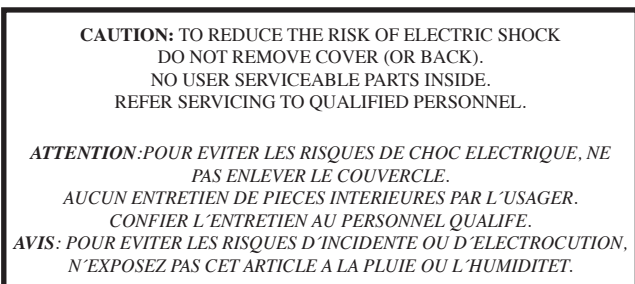 CAUTION: TO REDUCE THE RISK OF ELECTRIC SHOCK
DO NOT REMOVE COVER (OR BACK).
NO USER SERVICEABLE PARTS INSIDE.
REFER SERVICING TO QUALIFIED PERSONNEL.
ATTENTION:POUR EVITER LES RISQUES DE CHOC ELECTRIQUE, NE
PAS ENLEVER LE COUVERCLE.
AUCUN ENTRETIEN DE PIECES INTERIEURES PAR L´USAGER.
CONFIER L´ENTRETIEN AU PERSONNEL QUALIFE.
AVIS: POUR EVITER LES RISQUES D´INCIDENTE OU D´ELECTROCUTION,
N´EXPOSEZ PAS CET ARTICLE A LA PLUIE OU L´HUMIDITET.